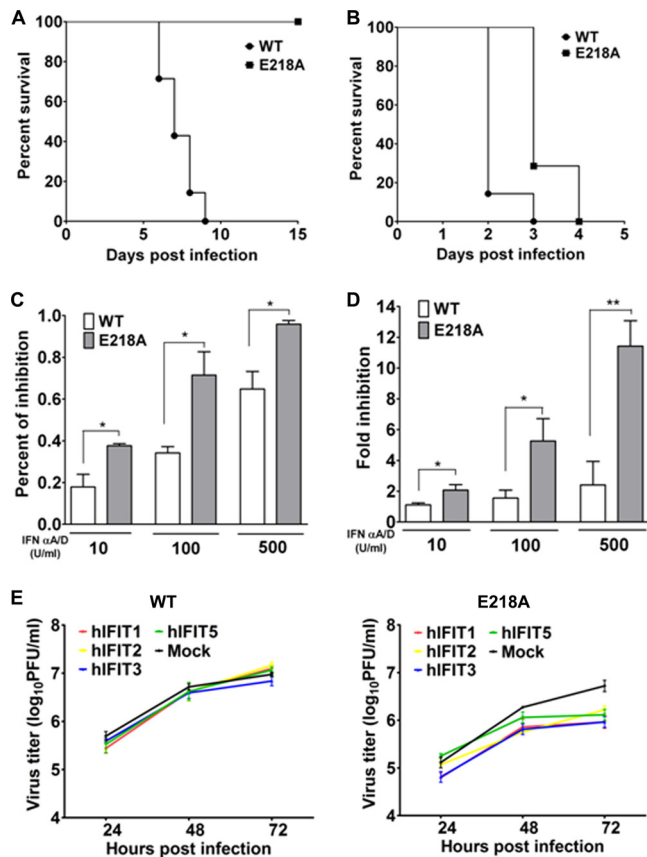 A
WT
E218A
Percent survival
100
80
60
40
20
0
0
5
10
15
Days post infection
B
WT
E218A
Percent survival
100
80
60
40
20
0
0
1
2
3
4
5
Days post infection
C
WT
E218A
Percent of inhibition
1.0
0.8
0.6
0.4
0.2
0.0
*
*
*
IFN αA/D
(U/ml)
10
100
500
D
WT
E218A
Fold inhibition
14
12
10
8
6
4
2
0
*
*
**
IFN αA/D
(U/ml)
10
100
500
E
WT
hIFIT1 hIFIT5
hIFIT2 Mock
hIFIT3
Virus titer (log10PFU/ml)
8
7
6
5
4
24
48
72
Hours post infection
E218A
hIFIT1 hIFIT5
hIFIT2 Mock
hIFIT3
Virus titer (log10PFU/ml)
8
7
6
5
4
24
48
72
Hours post infection